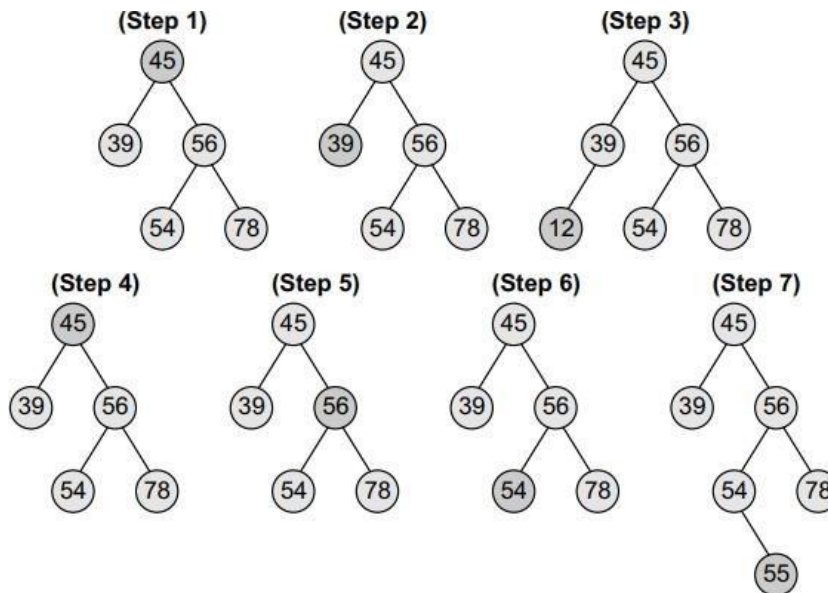 (Step 1) (Step 2) (Step 3)
45 45 45
39 56 39 56 39 56
54 78 54 78 12 54 78
(Step 4) (Step 5) (Step 6) (Step 7)
45 45 45 45
39 56 39 56 39 56 39 56
54 78 54 78 54 78 54 78
55